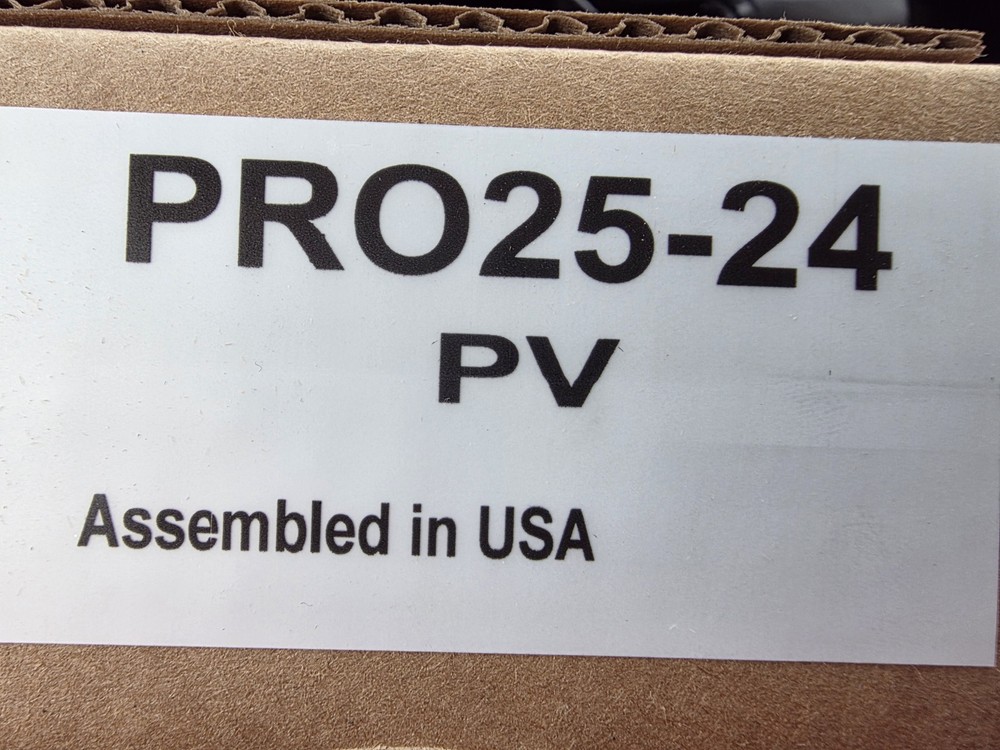 PRO25-24
PV
Assembled in USA